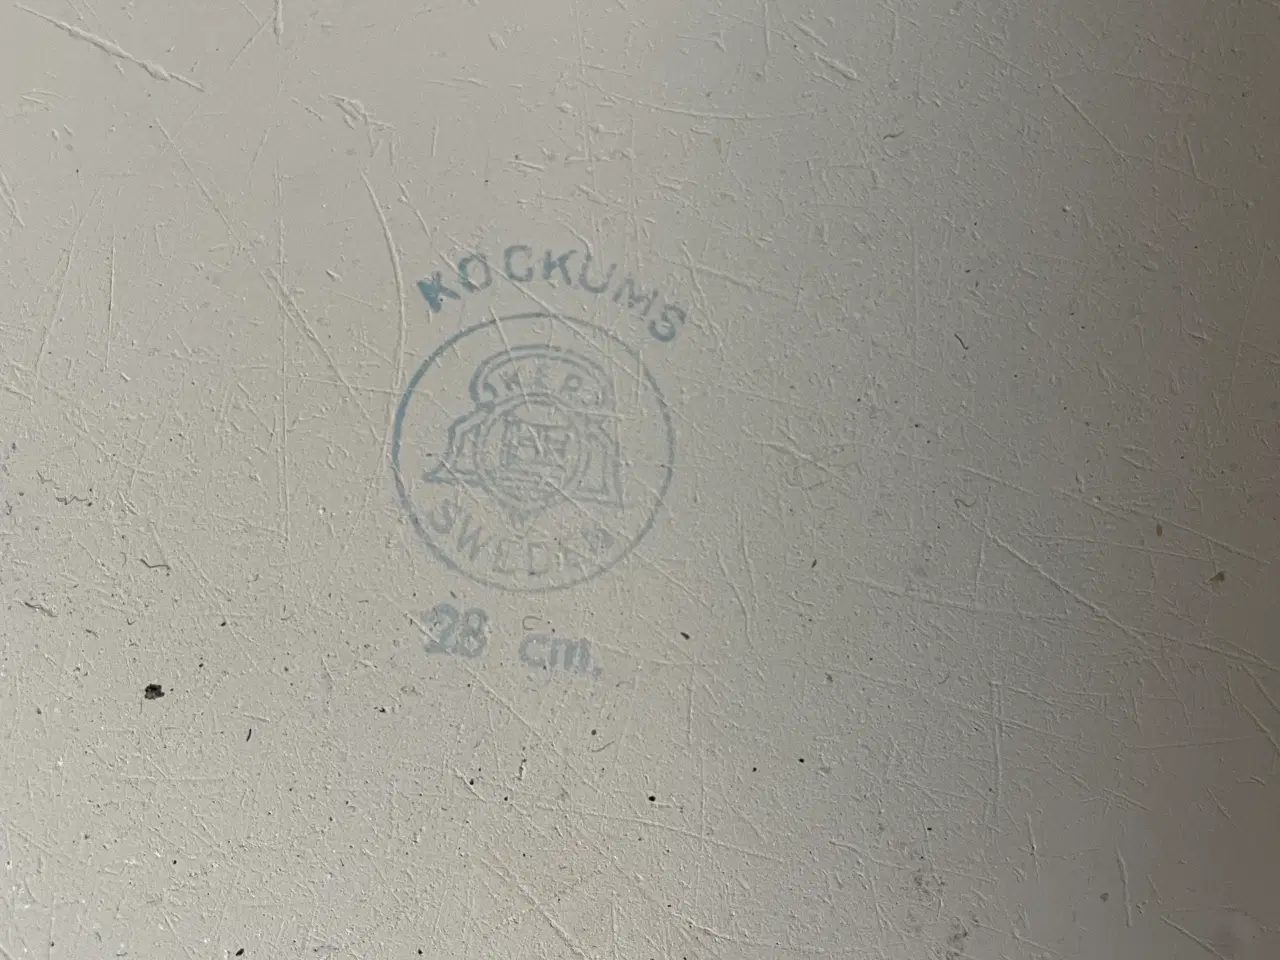 KOCKUMS
SWEDEN
28 cm.